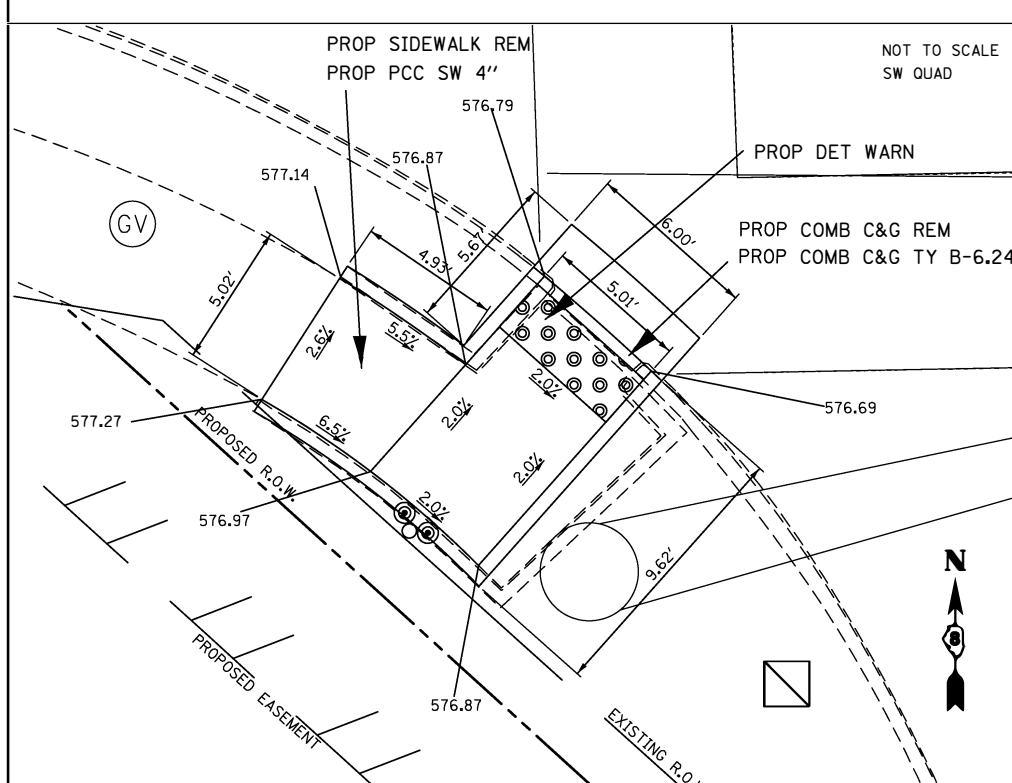 PROP SIDEWALK REM
PROP PCC SW 4''
NOT TO SCALE
SW QUAD
576.79
PROP DET WARN
576.87
577.14
GV
5.67
6.00'
PROP COMB C&G REM
PROP COMB C&G TY B-6.24
4.93'
5.02'
5.01'
5.5%
2.6%
2.0%
576.69
577.27
6.5%
2.0%
2.0%
PROPOSED R.O.W.
2.0%
576.97
9.62'
N
8
PROPOSED EASEMENT
576.87
EXISTING R.O.